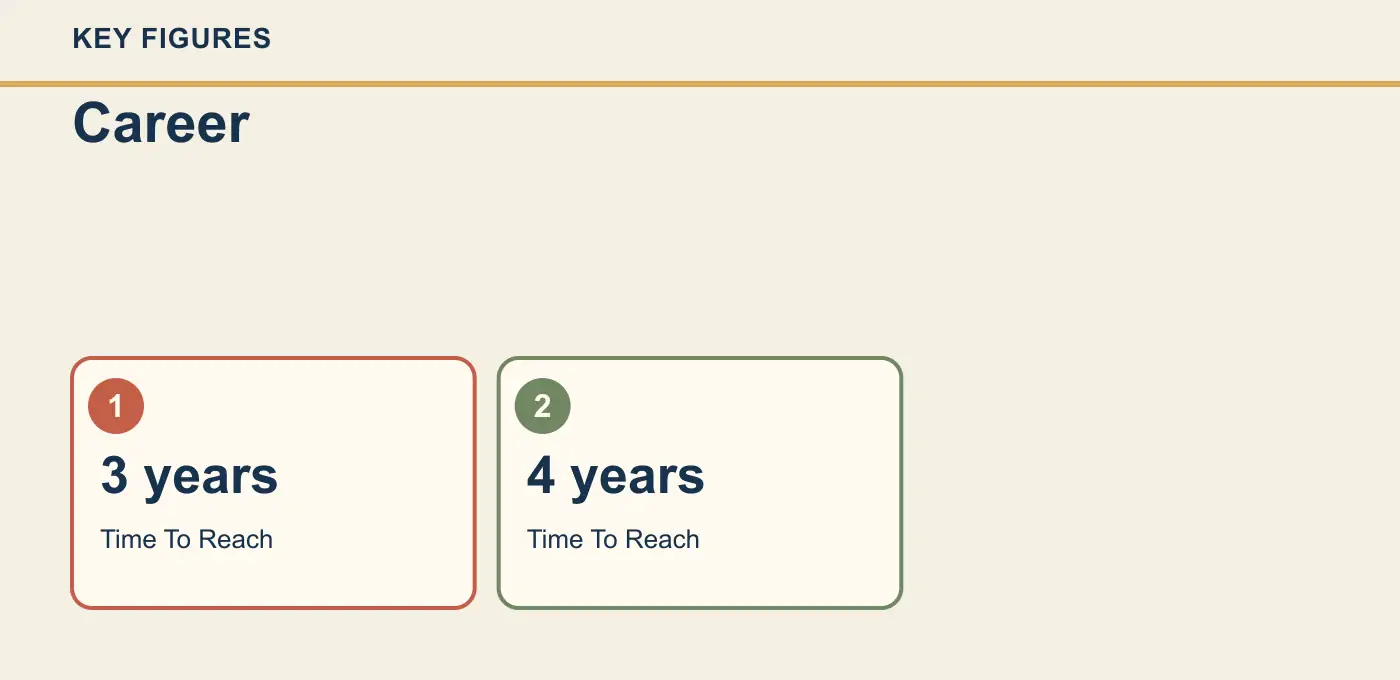 KEY FIGURES
Career
1
3 years
Time To Reach
2
4 years
Time To Reach